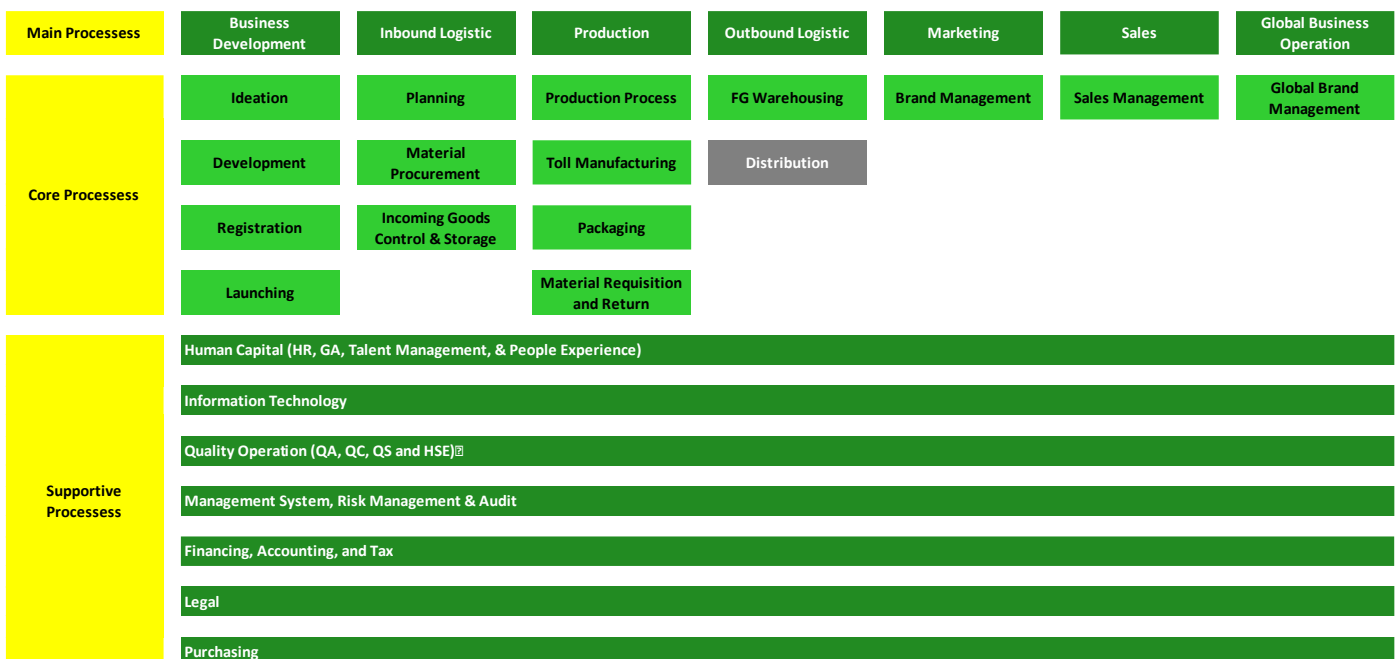 Main Processess
Business
Development
Inbound Logistic
Production
Outbound Logistic
Marketing
Sales
Global Business
Operation
Core Processess
Ideation
Planning
Production Process
FG Warehousing
Brand Management
Sales Management
Global Brand
Management
Development
Material
Procurement
Toll Manufacturing
Distribution
Registration
Incoming Goods
Control & Storage
Packaging
Launching
Material Requisition
and Return
Supportive
Processess
Human Capital (HR, GA, Talent Management, & People Experience)
Information Technology
Quality Operation (QA, QC, QS and HSE)
Management System, Risk Management & Audit
Financing, Accounting, and Tax
Legal
Purchasing